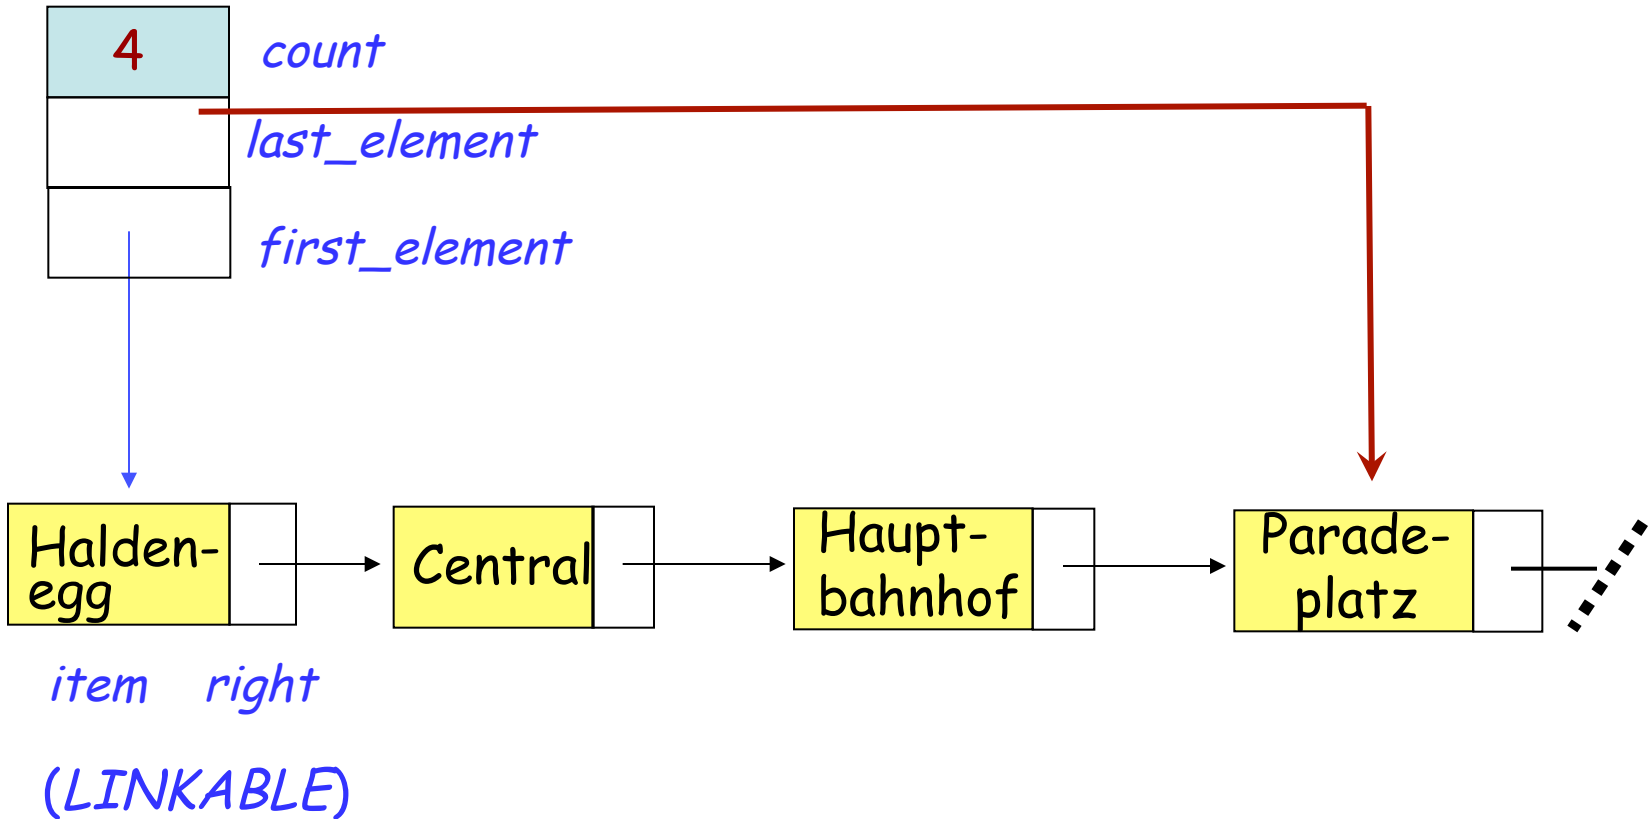 4
count
last_element
first_element
Halden-
egg
Central
Haupt-
bahnhof
Parade-
platz
item right
(LINKABLE)